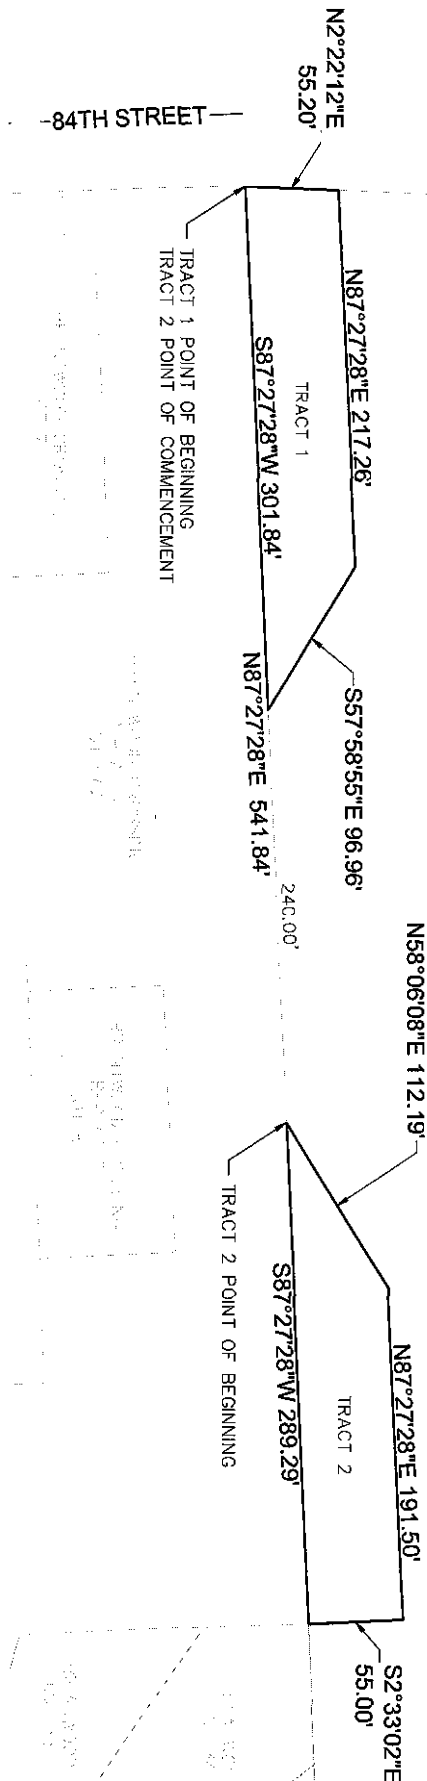 N2°22'12"E
55.20'
-84TH STREET-
N87°27'28"E 217.26'
TRACT 1
S87°27'28"W 301.84'
TRACT 1 POINT OF BEGINNING
TRACT 2 POINT OF COMMENCEMENT
S57°58'55"E 96.96'
N87°27'28"E 541.84'
240.00'
N58°06'08"E 112.19'
TRACT 2 POINT OF BEGINNING
S87°27'28"W 289.29'
TRACT 2
N87°27'28"E 191.50'
S2°33'02"E
55.00'